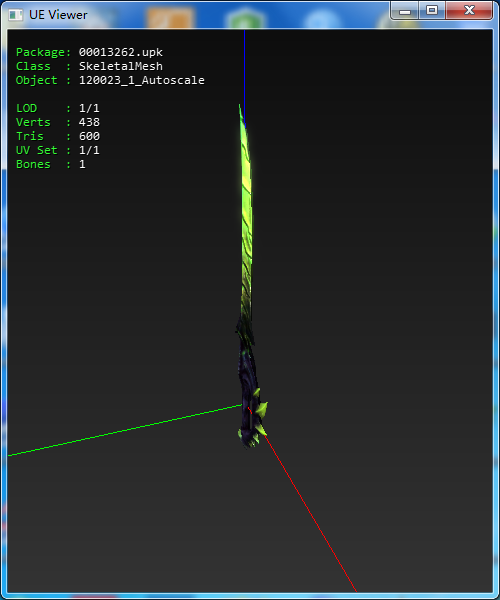 UE Viewer
Package: 00013262.upk
Class : SkeletalMesh
Object : 120023_1_Autoscale
LOD : 1/1
Verts : 438
Tris : 600
UV Set : 1/1
Bones : 1